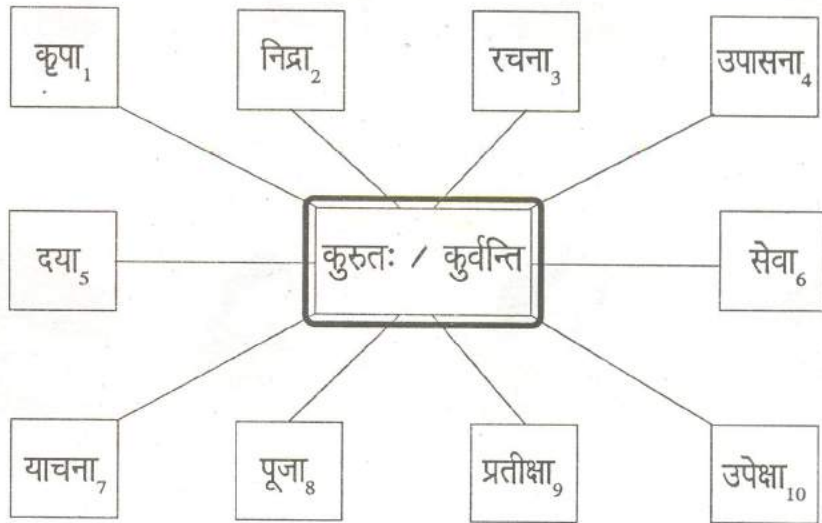 कृपा₁ निद्रा₂ रचना₃ उपासना₄
दया₅ कुरुतः / कुर्वन्ति सेवा₆
याचना₇ पूजा₈ प्रतीक्षा₉ उपेक्षा₁₀